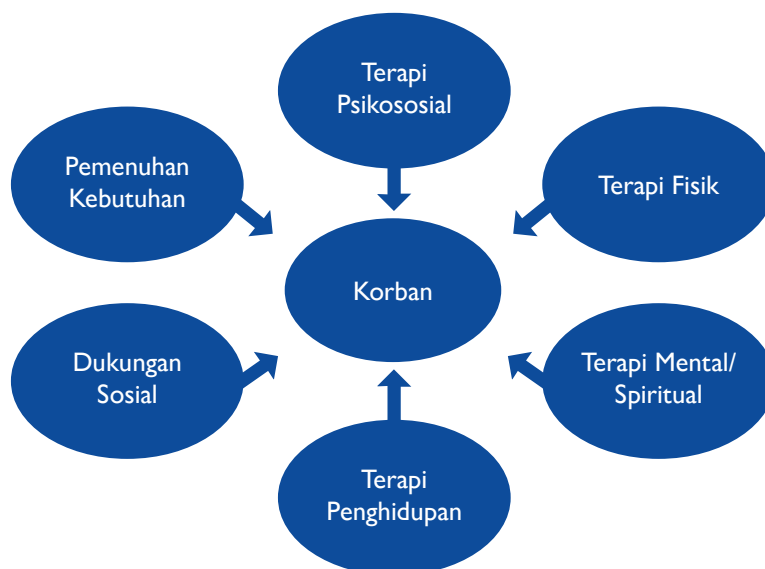 Terapi
Psikososial
Pemenuhan
Kebutuhan
Terapi Fisik
Korban
Dukungan
Sosial
Terapi Mental/
Spiritual
Terapi
Penghidupan